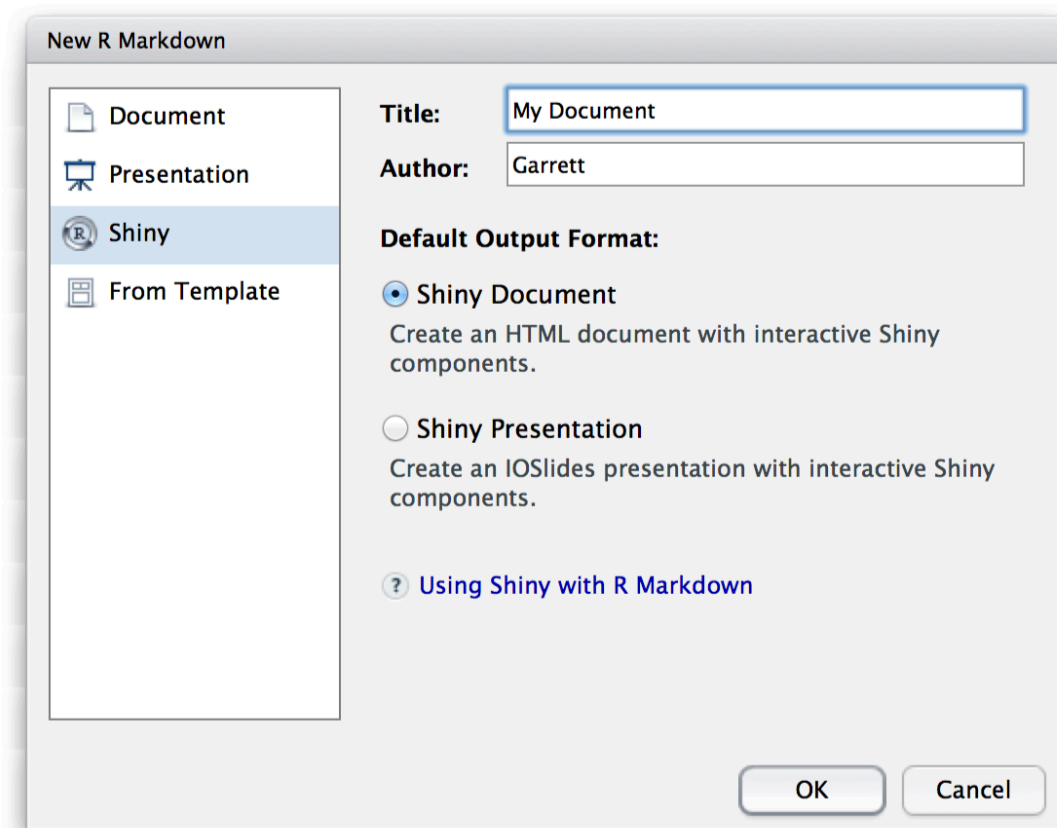 New R Markdown
Document
Presentation
Shiny
From Template
Title:
My Document
Author:
Garrett
Default Output Format:
Shiny Document
Create an HTML document with interactive Shiny
components.
Shiny Presentation
Create an IOSlides presentation with interactive Shiny
components.
? Using Shiny with R Markdown
OK
Cancel